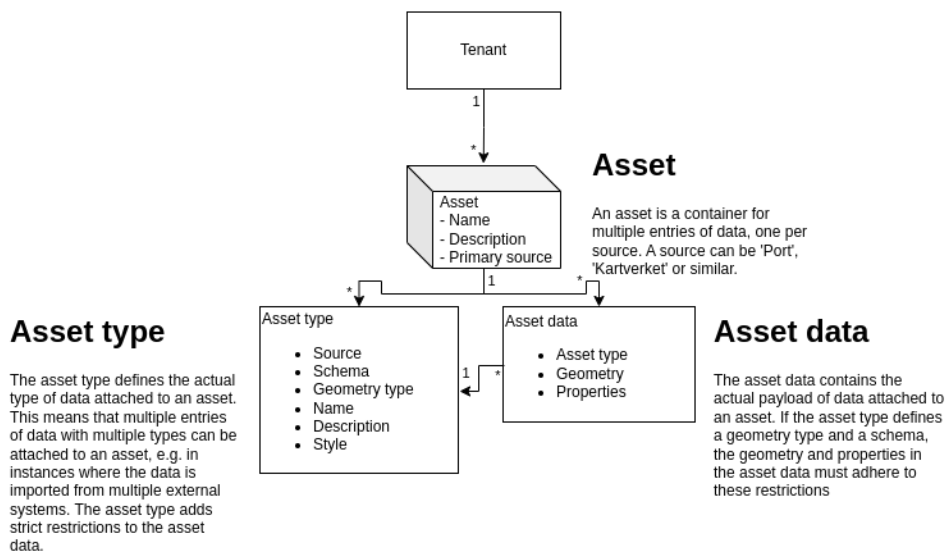 Tenant
1
*
Asset
An asset is a container for
multiple entries of data, one per
source. A source can be 'Port',
'Kartverket' or similar.
Asset
- Name
- Description
- Primary source
1
*
*
Asset type
The asset type defines the actual
type of data attached to an asset.
This means that multiple entries
of data with multiple types can be
attached to an asset, e.g. in
instances where the data is
imported from multiple external
systems. The asset type adds
strict restrictions to the asset
data.
Asset type
• Source
• Schema
• Geometry type
• Name
• Description
• Style
1
*
Asset data
• Asset type
• Geometry
• Properties
Asset data
The asset data contains the
actual payload of data attached to
an asset. If the asset type defines
a geometry type and a schema,
the geometry and properties in
the asset data must adhere to
these restrictions